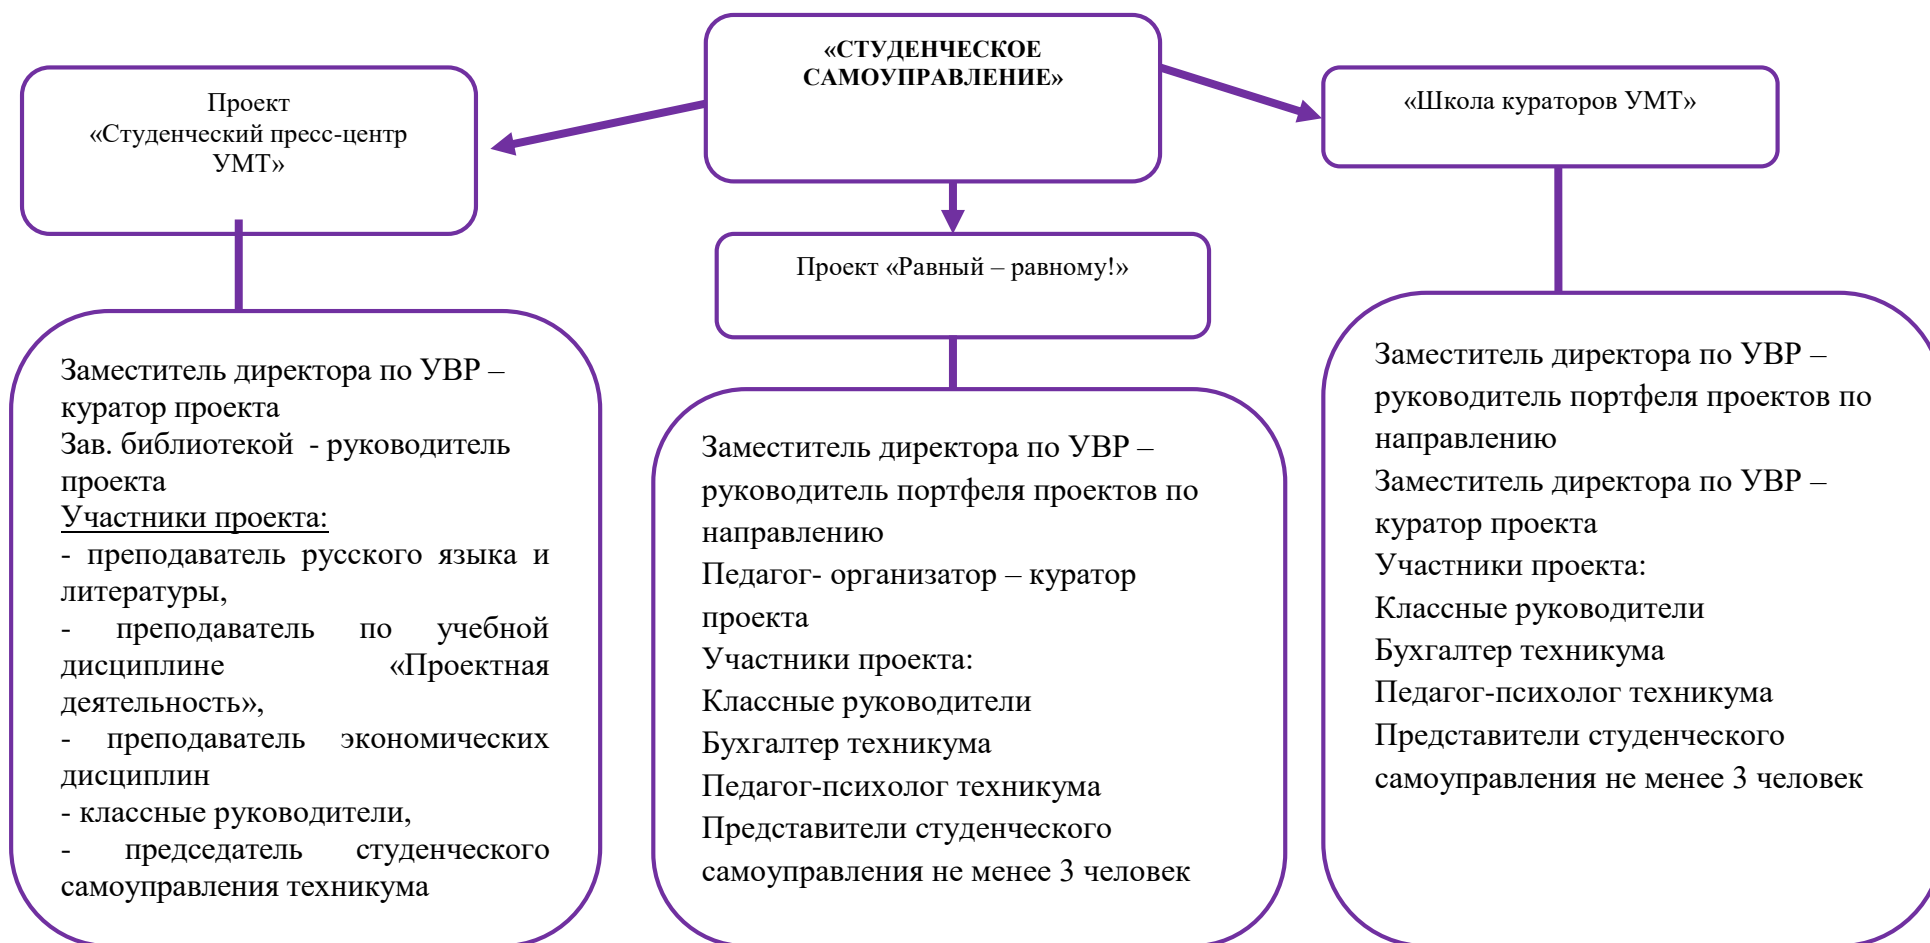 «СТУДЕНЧЕСКОЕ
САМОУПРАВЛЕНИЕ»
Проект
«Студенческий пресс-центр
УМТ»
«Школа кураторов УМТ»
Проект «Равный – равному!»
Заместитель директора по УВР –
куратор проекта
Зав. библиотекой - руководитель
проекта
Участники проекта:
- преподаватель русского языка и
литературы,
- преподаватель по учебной
дисциплине «Проектная
деятельность»,
- преподаватель экономических
дисциплин
- классные руководители,
- председатель студенческого
самоуправления техникума
Заместитель директора по УВР –
руководитель портфеля проектов по
направлению
Педагог- организатор – куратор
проекта
Участники проекта:
Классные руководители
Бухгалтер техникума
Педагог-психолог техникума
Представители студенческого
самоуправления не менее 3 человек
Заместитель директора по УВР –
руководитель портфеля проектов по
направлению
Заместитель директора по УВР –
куратор проекта
Участники проекта:
Классные руководители
Бухгалтер техникума
Педагог-психолог техникума
Представители студенческого
самоуправления не менее 3 человек